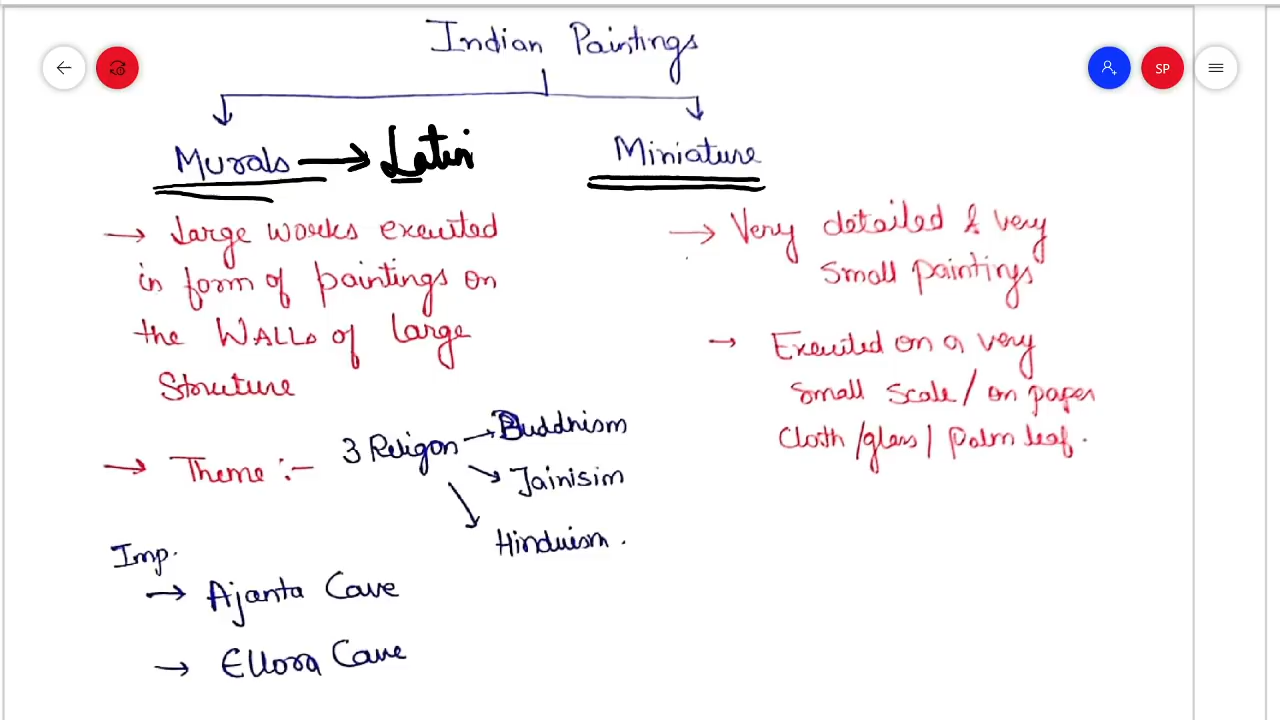 Indian Paintings
Murals → Latin
Miniature
→ Large works executed
in form of paintings on
the WALLs of large
Structure
→ Theme :- 3 Religon → Buddhism
→ Jainisim
→ Hinduism.
Imp.
→ Ajanta Cave
→ Ellora Cave
→ Very detailed & very
Small paintings
→ Executed on a very
Small Scale / on paper
Cloth / glass / palm leaf.
SP